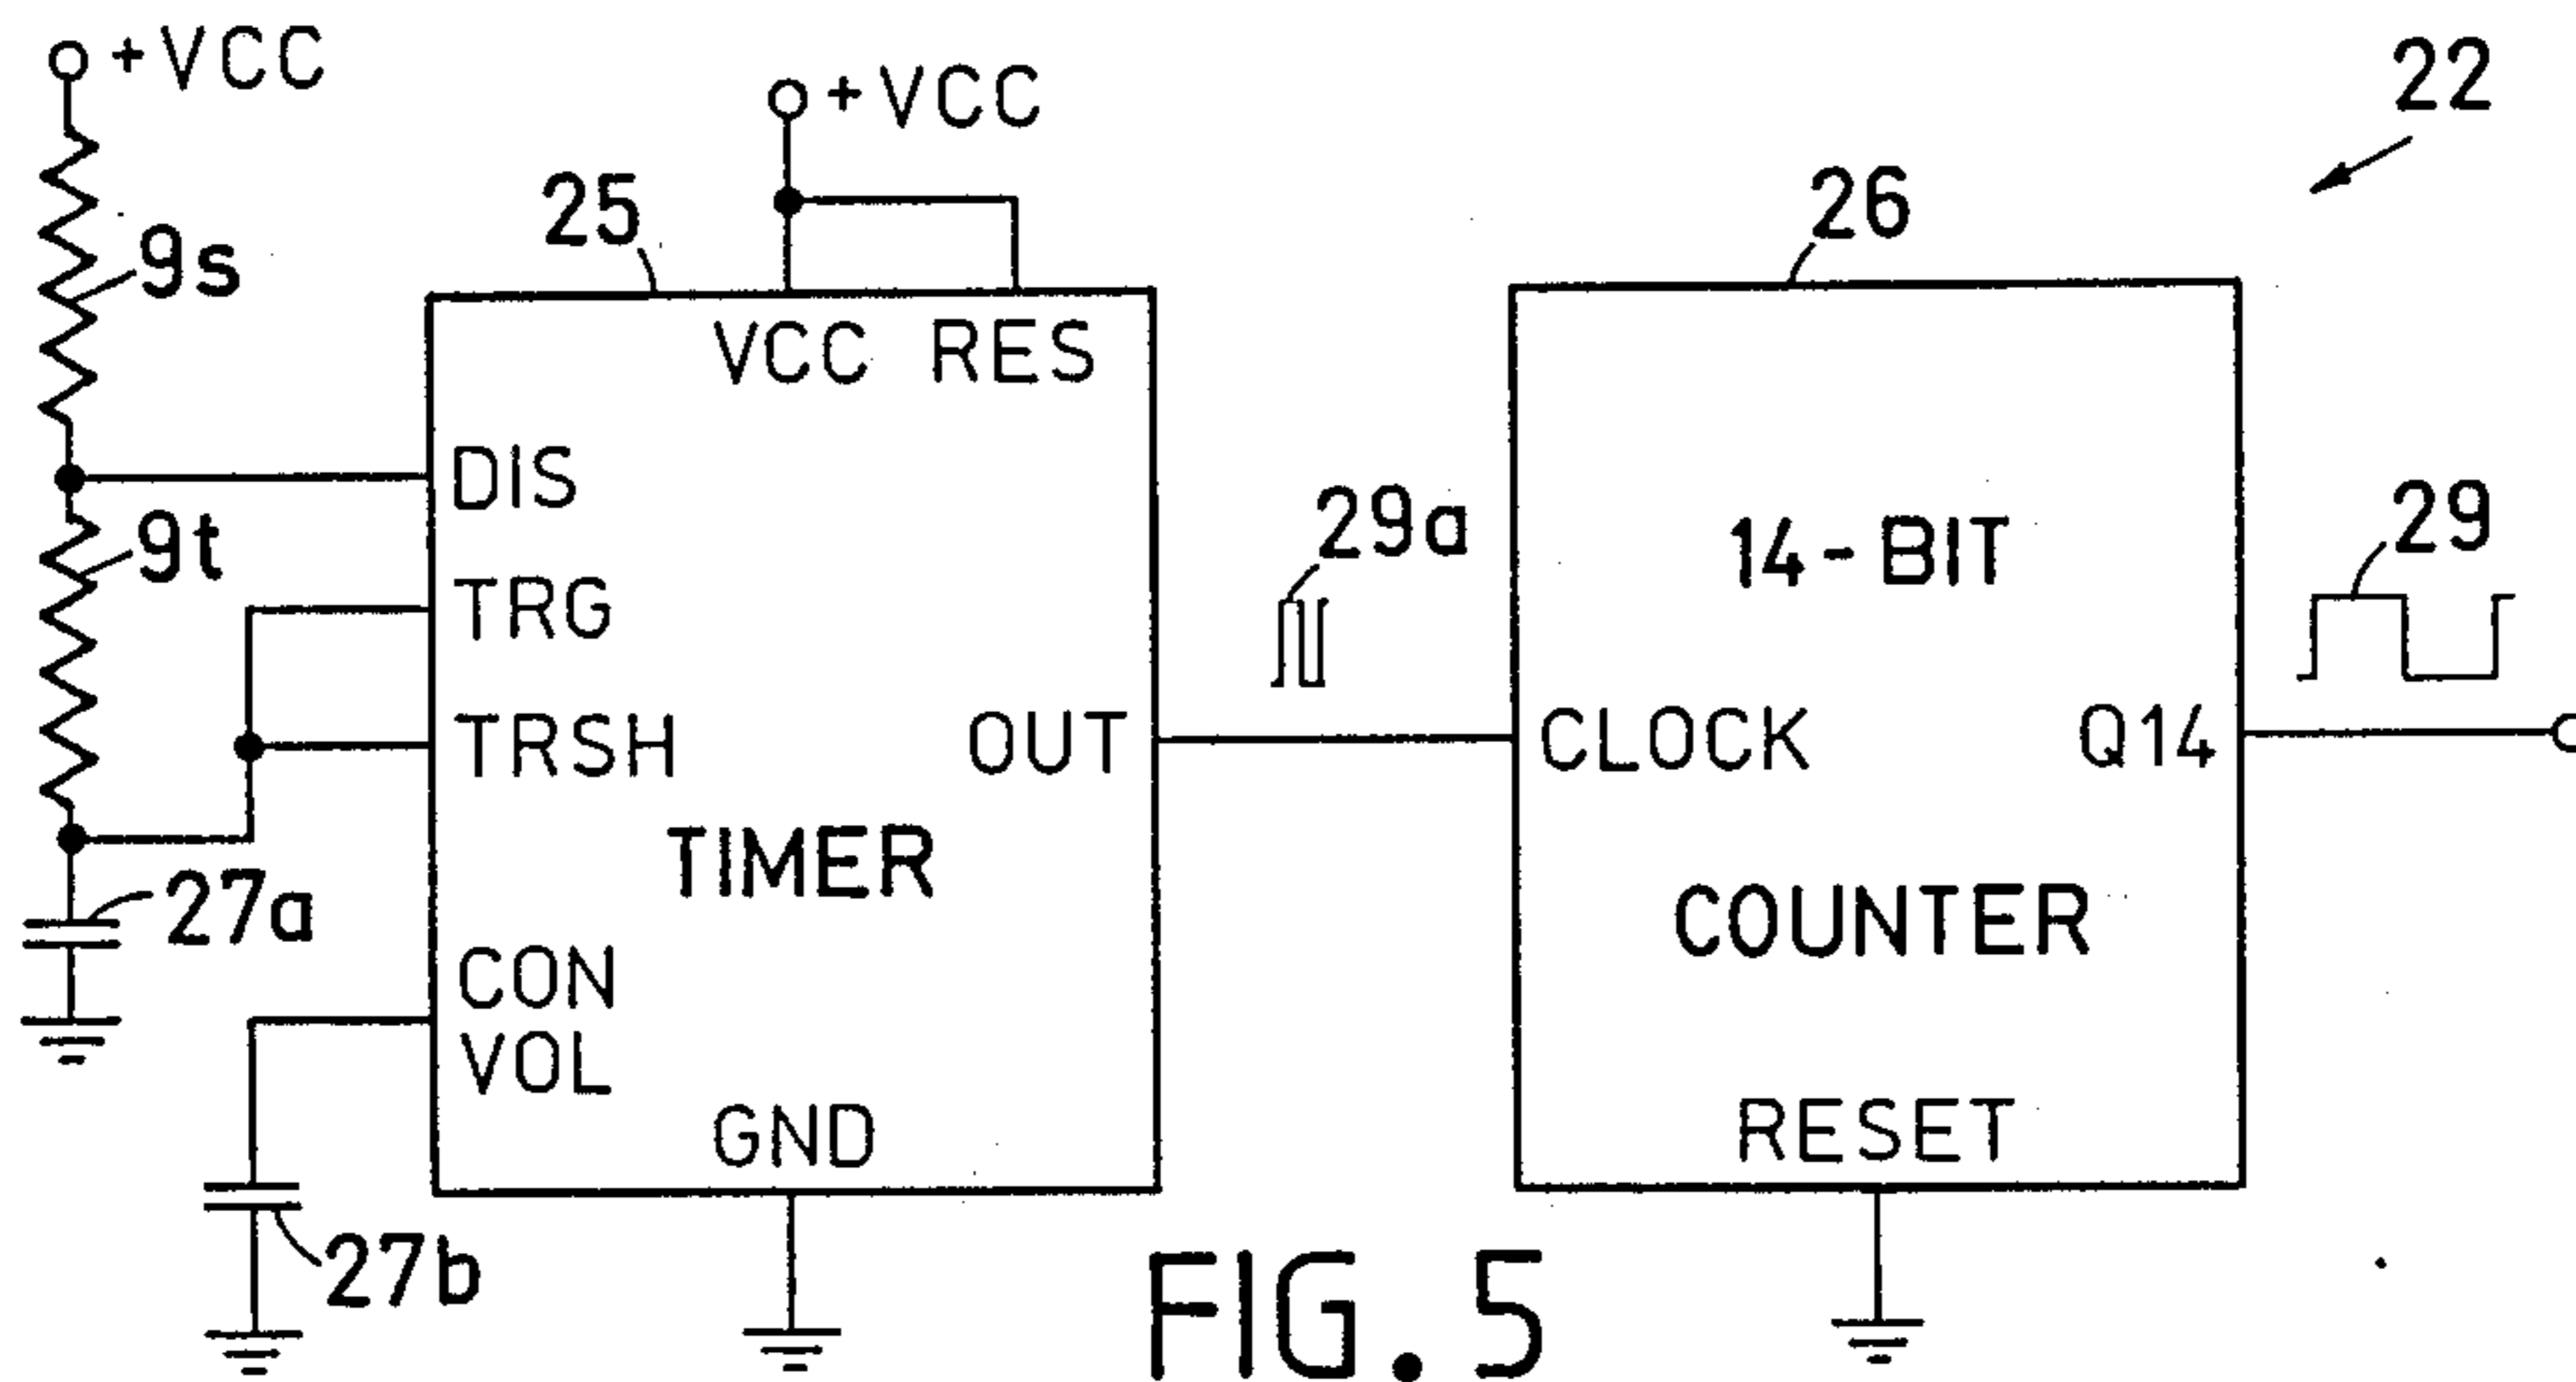 +VCC
+VCC
22
25
26
9s
VCC RES
DIS
9t
29a
14-BIT
29
TRG
TRSH
OUT
CLOCK
Q14
TIMER
27a
COUNTER
CON
VOL
GND
RESET
27b
FIG. 5